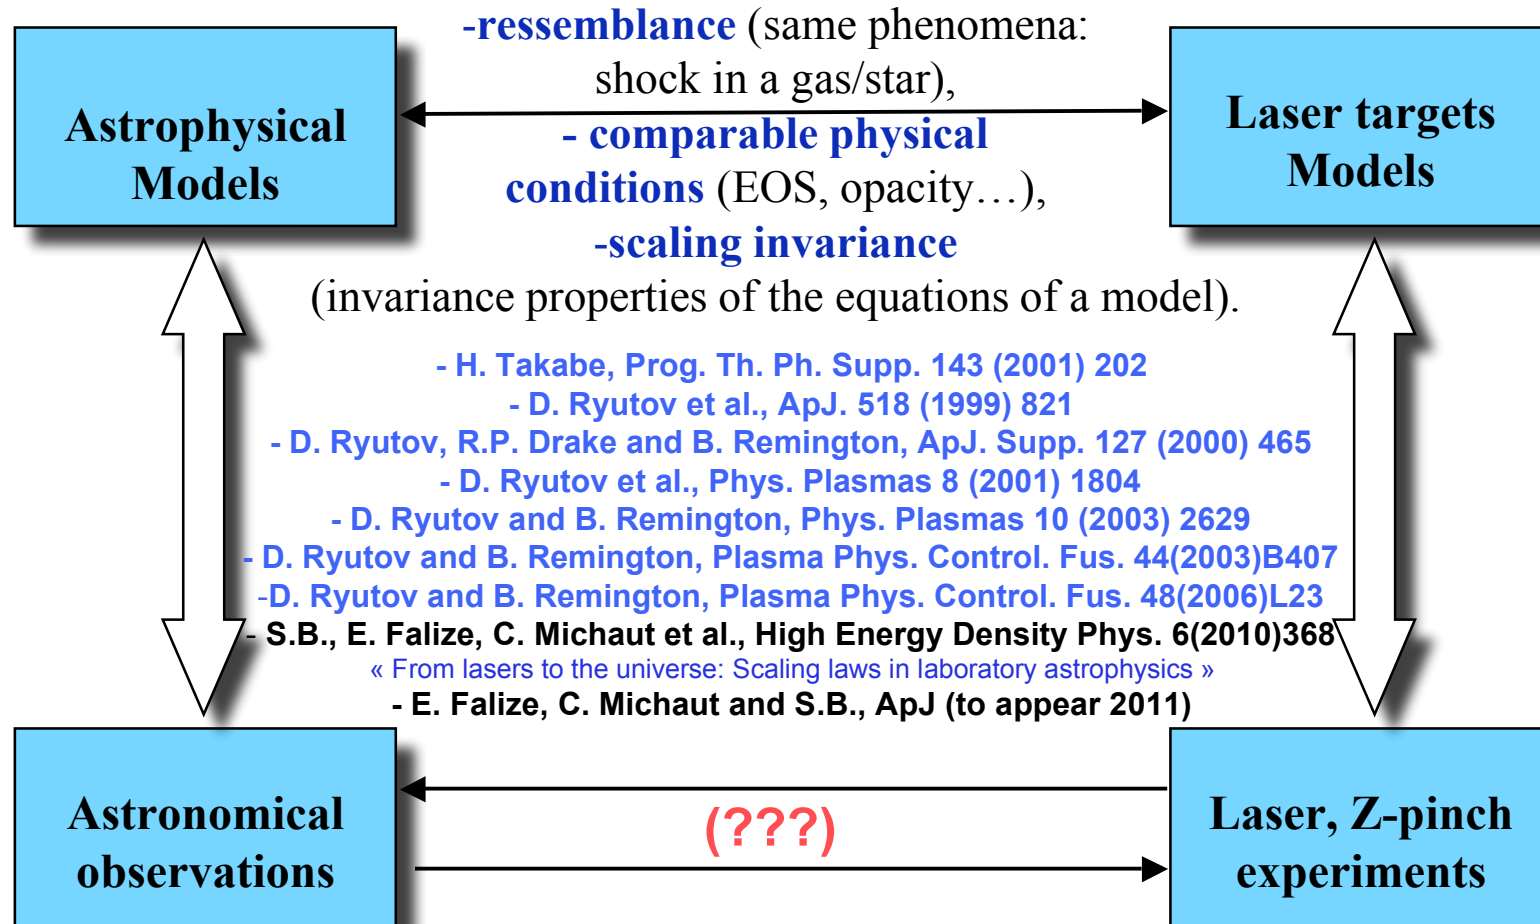 -ressemblance (same phenomena:
shock in a gas/star),
- comparable physical
conditions (EOS, opacity…),
-scaling invariance
(invariance properties of the equations of a model).
Astrophysical
Models
Laser targets
Models
- H. Takabe, Prog. Th. Ph. Supp. 143 (2001) 202
- D. Ryutov et al., ApJ. 518 (1999) 821
- D. Ryutov, R.P. Drake and B. Remington, ApJ. Supp. 127 (2000) 465
- D. Ryutov et al., Phys. Plasmas 8 (2001) 1804
- D. Ryutov and B. Remington, Phys. Plasmas 10 (2003) 2629
- D. Ryutov and B. Remington, Plasma Phys. Control. Fus. 44(2003)B407
-D. Ryutov and B. Remington, Plasma Phys. Control. Fus. 48(2006)L23
- S.B., E. Falize, C. Michaut et al., High Energy Density Phys. 6(2010)368
« From lasers to the universe: Scaling laws in laboratory astrophysics »
- E. Falize, C. Michaut and S.B., ApJ (to appear 2011)
Astronomical
observations
(???)
Laser, Z-pinch
experiments